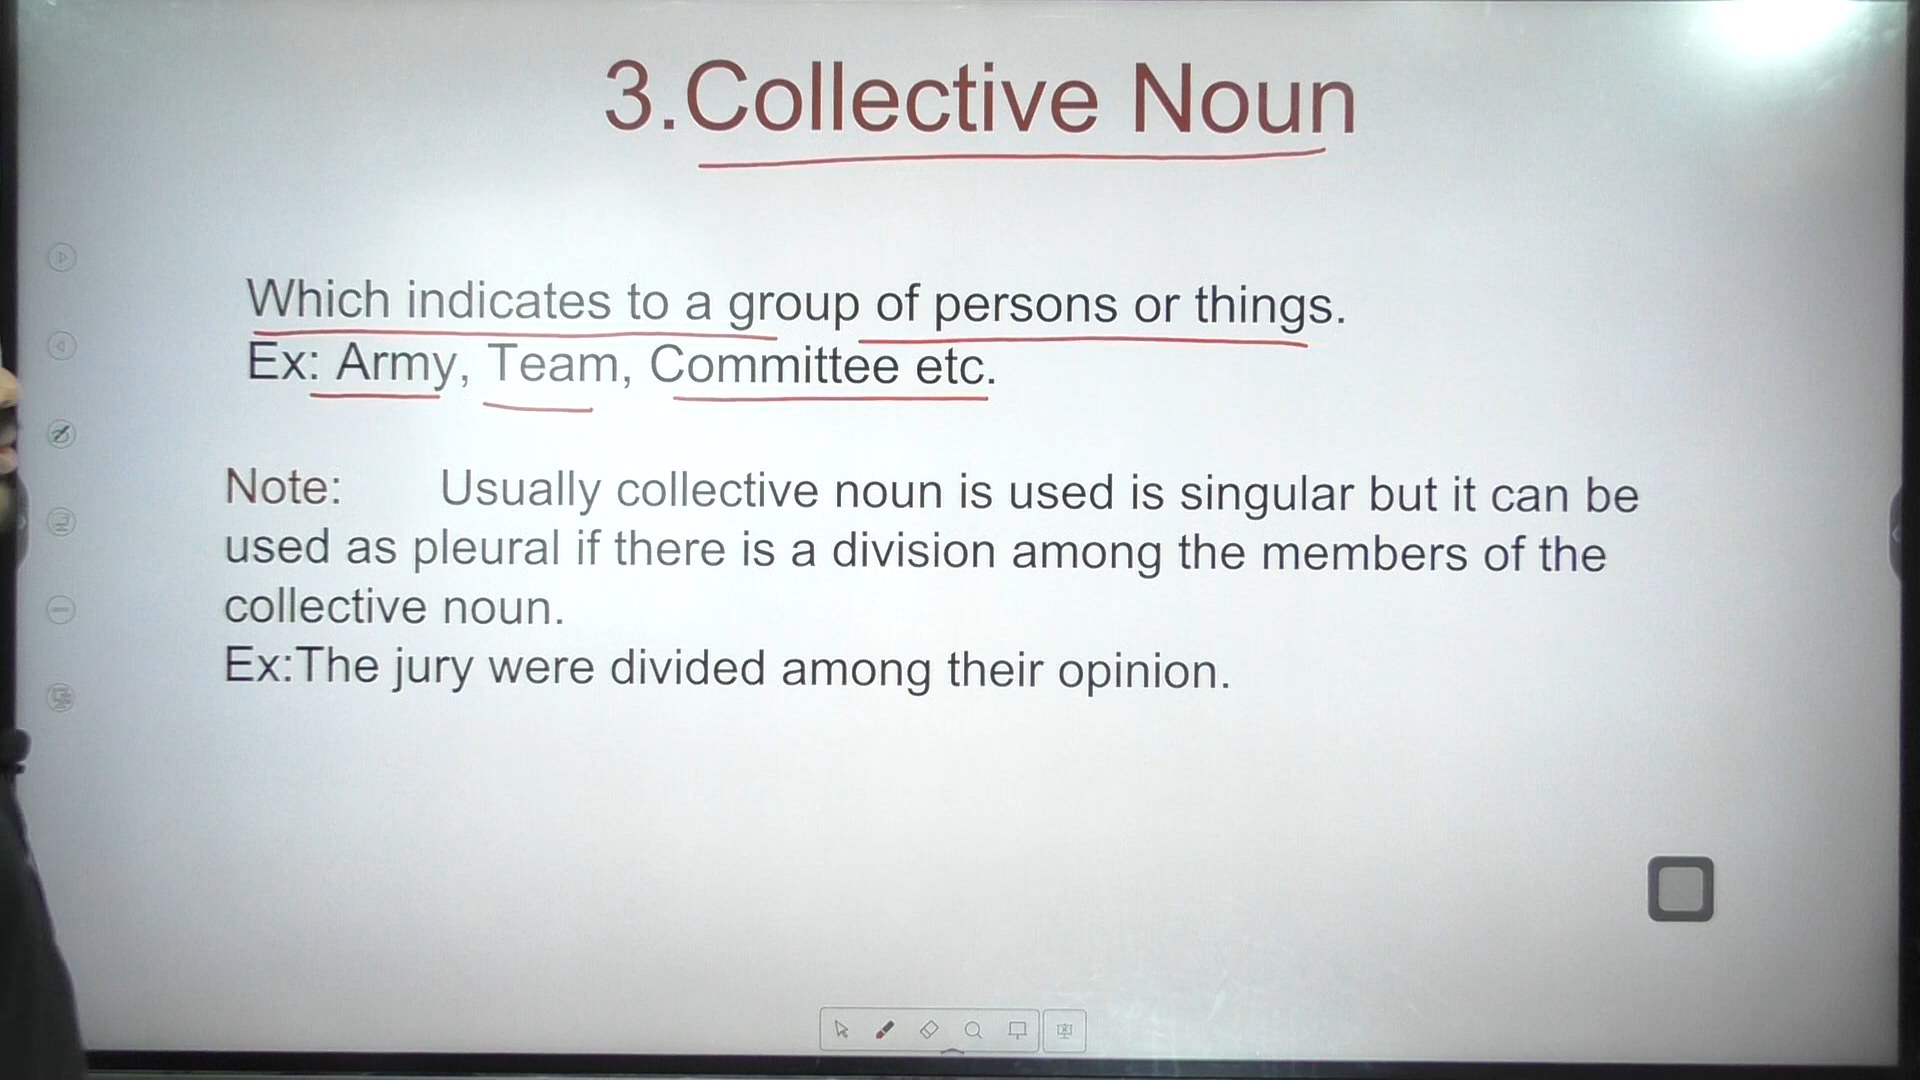 3.Collective Noun
Which indicates to a group of persons or things.
Ex: Army, Team, Committee etc.
Note: Usually collective noun is used is singular but it can be
used as pleural if there is a division among the members of the
collective noun.
Ex:The jury were divided among their opinion.